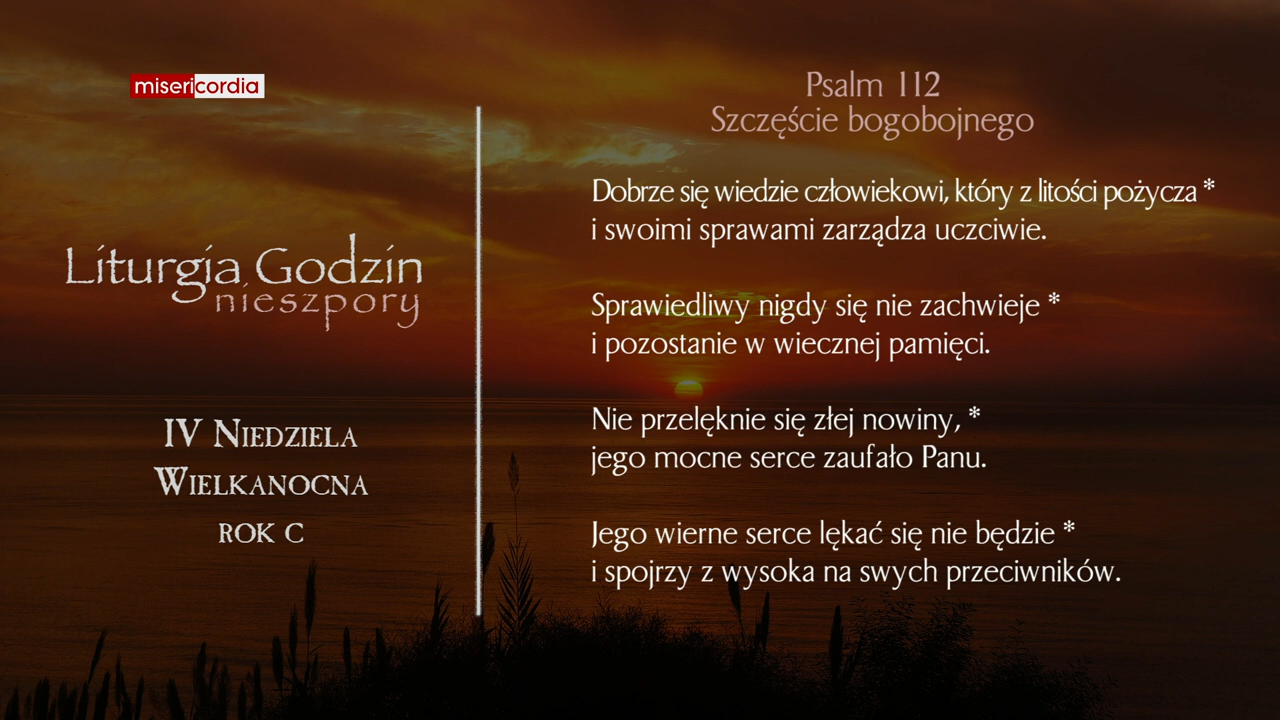 misericordia
Liturgia Godzin
nieszpory
IV Niedziela
Wielkanocna
rok C
Psalm 112
Szczęście bogobojnego
Dobrze się wiedzie człowiekowi, który z litości pożycza *
i swoimi sprawami zarządza uczciwie.
Sprawiedliwy nigdy się nie zachwieje *
i pozostanie w wiecznej pamięci.
Nie przelęknie się złej nowiny, *
jego mocne serce zaufało Panu.
Jego wierne serce lękać się nie będzie *
i spojrzy z wysoka na swych przeciwników.